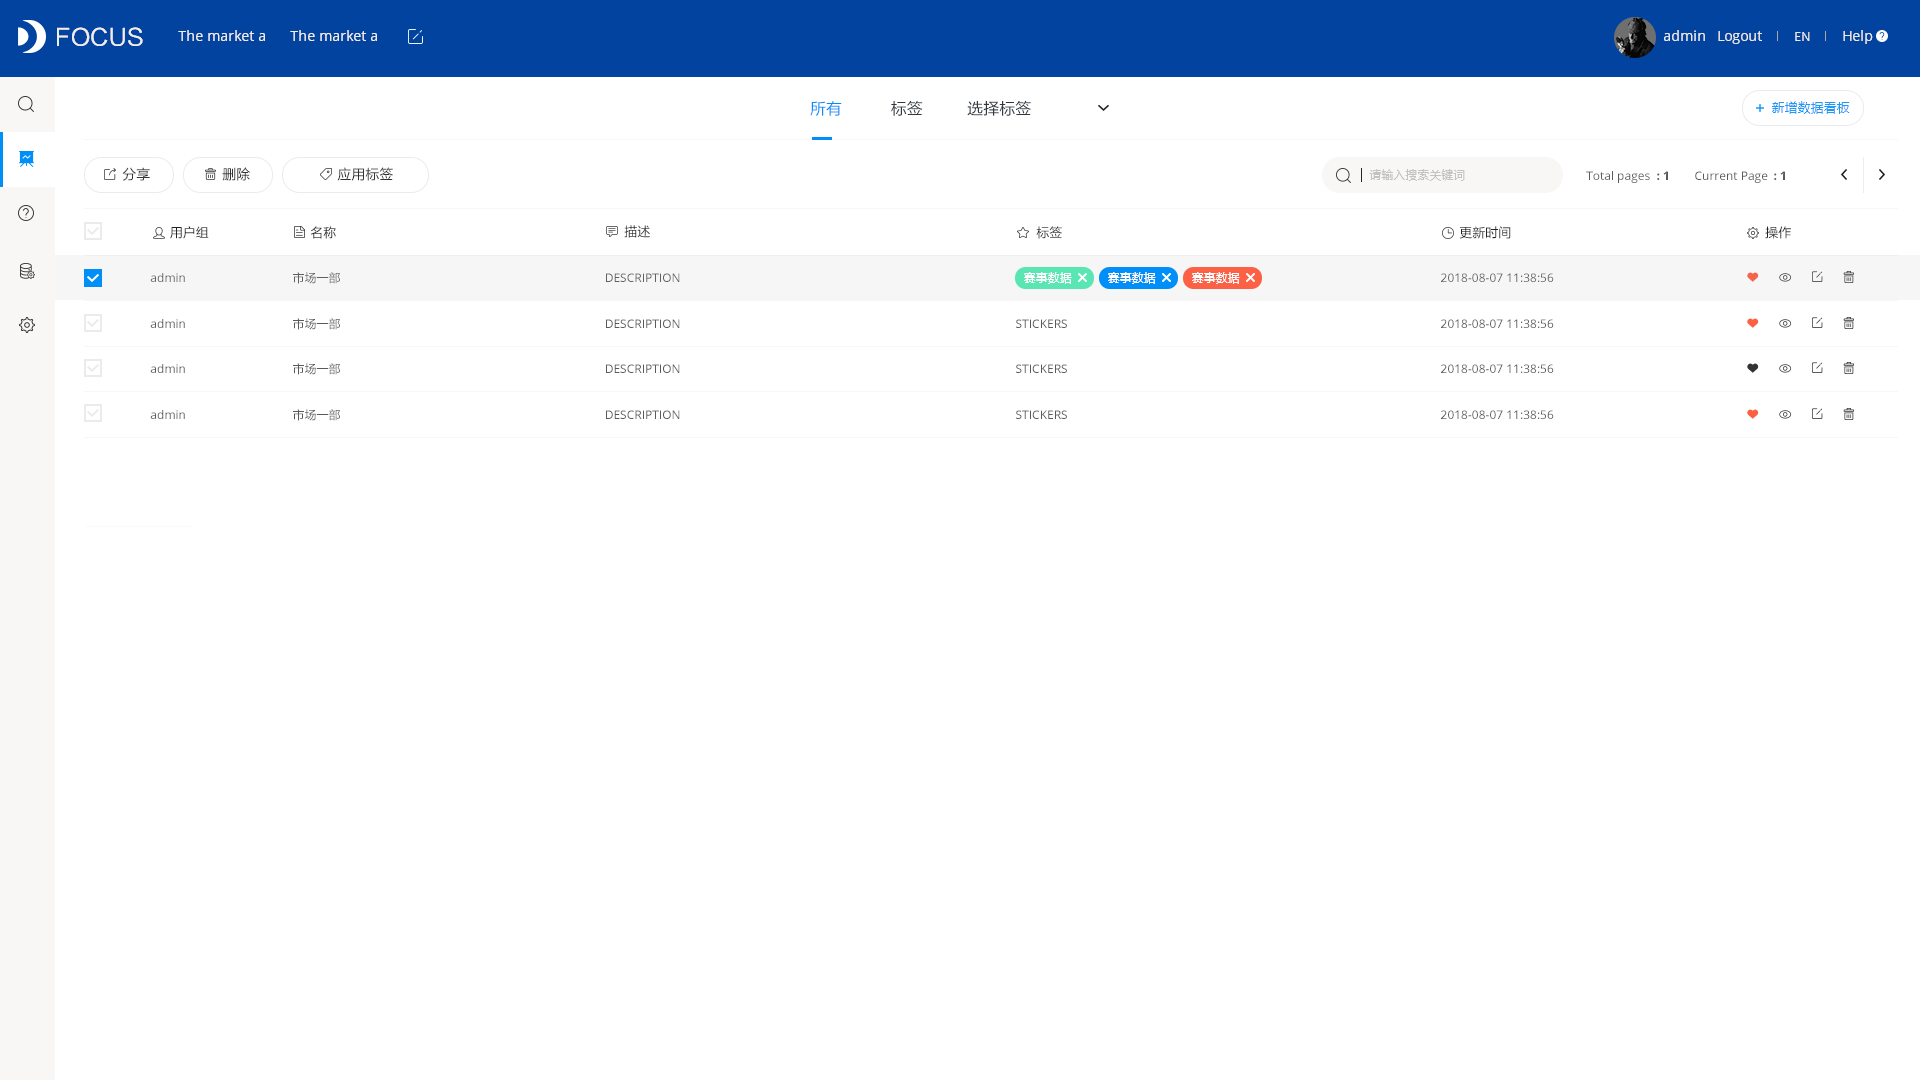 FOCUS The market a The market a admin Logout EN Help
所有 标签 选择标签 + 新增数据看板
分享 删除 应用标签 请输入搜索关键词 Total pages : 1 Current Page : 1
用户组 名称 描述 标签 更新时间 操作
admin 市场一部 DESCRIPTION 赛事数据 赛事数据 赛事数据 2018-08-07 11:38:56
admin 市场一部 DESCRIPTION STICKERS 2018-08-07 11:38:56
admin 市场一部 DESCRIPTION STICKERS 2018-08-07 11:38:56
admin 市场一部 DESCRIPTION STICKERS 2018-08-07 11:38:56